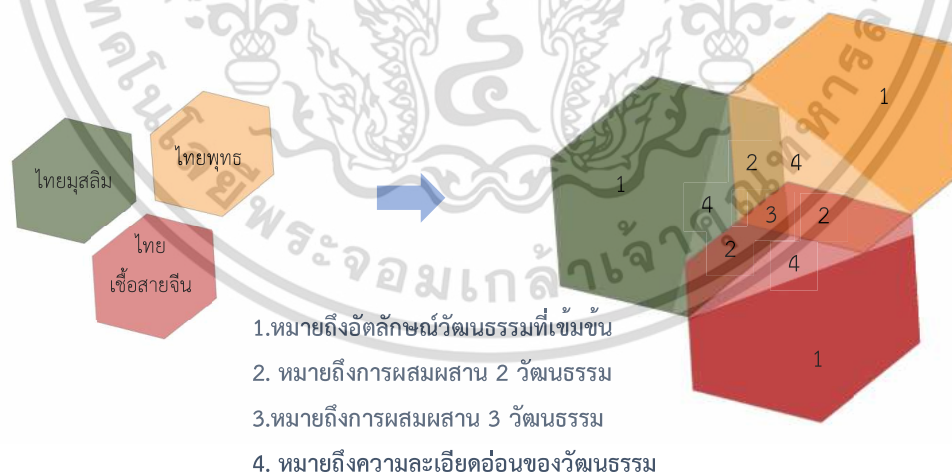 ไทยมุสลิม
ไทยพุทธ
ไทย
เชื้อสายจีน
1
1
2
4
4
3
2
2
4
1
1.หมายถึงอัตลักษณ์วัฒนธรรมที่เข้มข้น
2. หมายถึงการผสมผสาน 2 วัฒนธรรม
3.หมายถึงการผสมผสาน 3 วัฒนธรรม
4. หมายถึงความละเอียดอ่อนของวัฒนธรรม